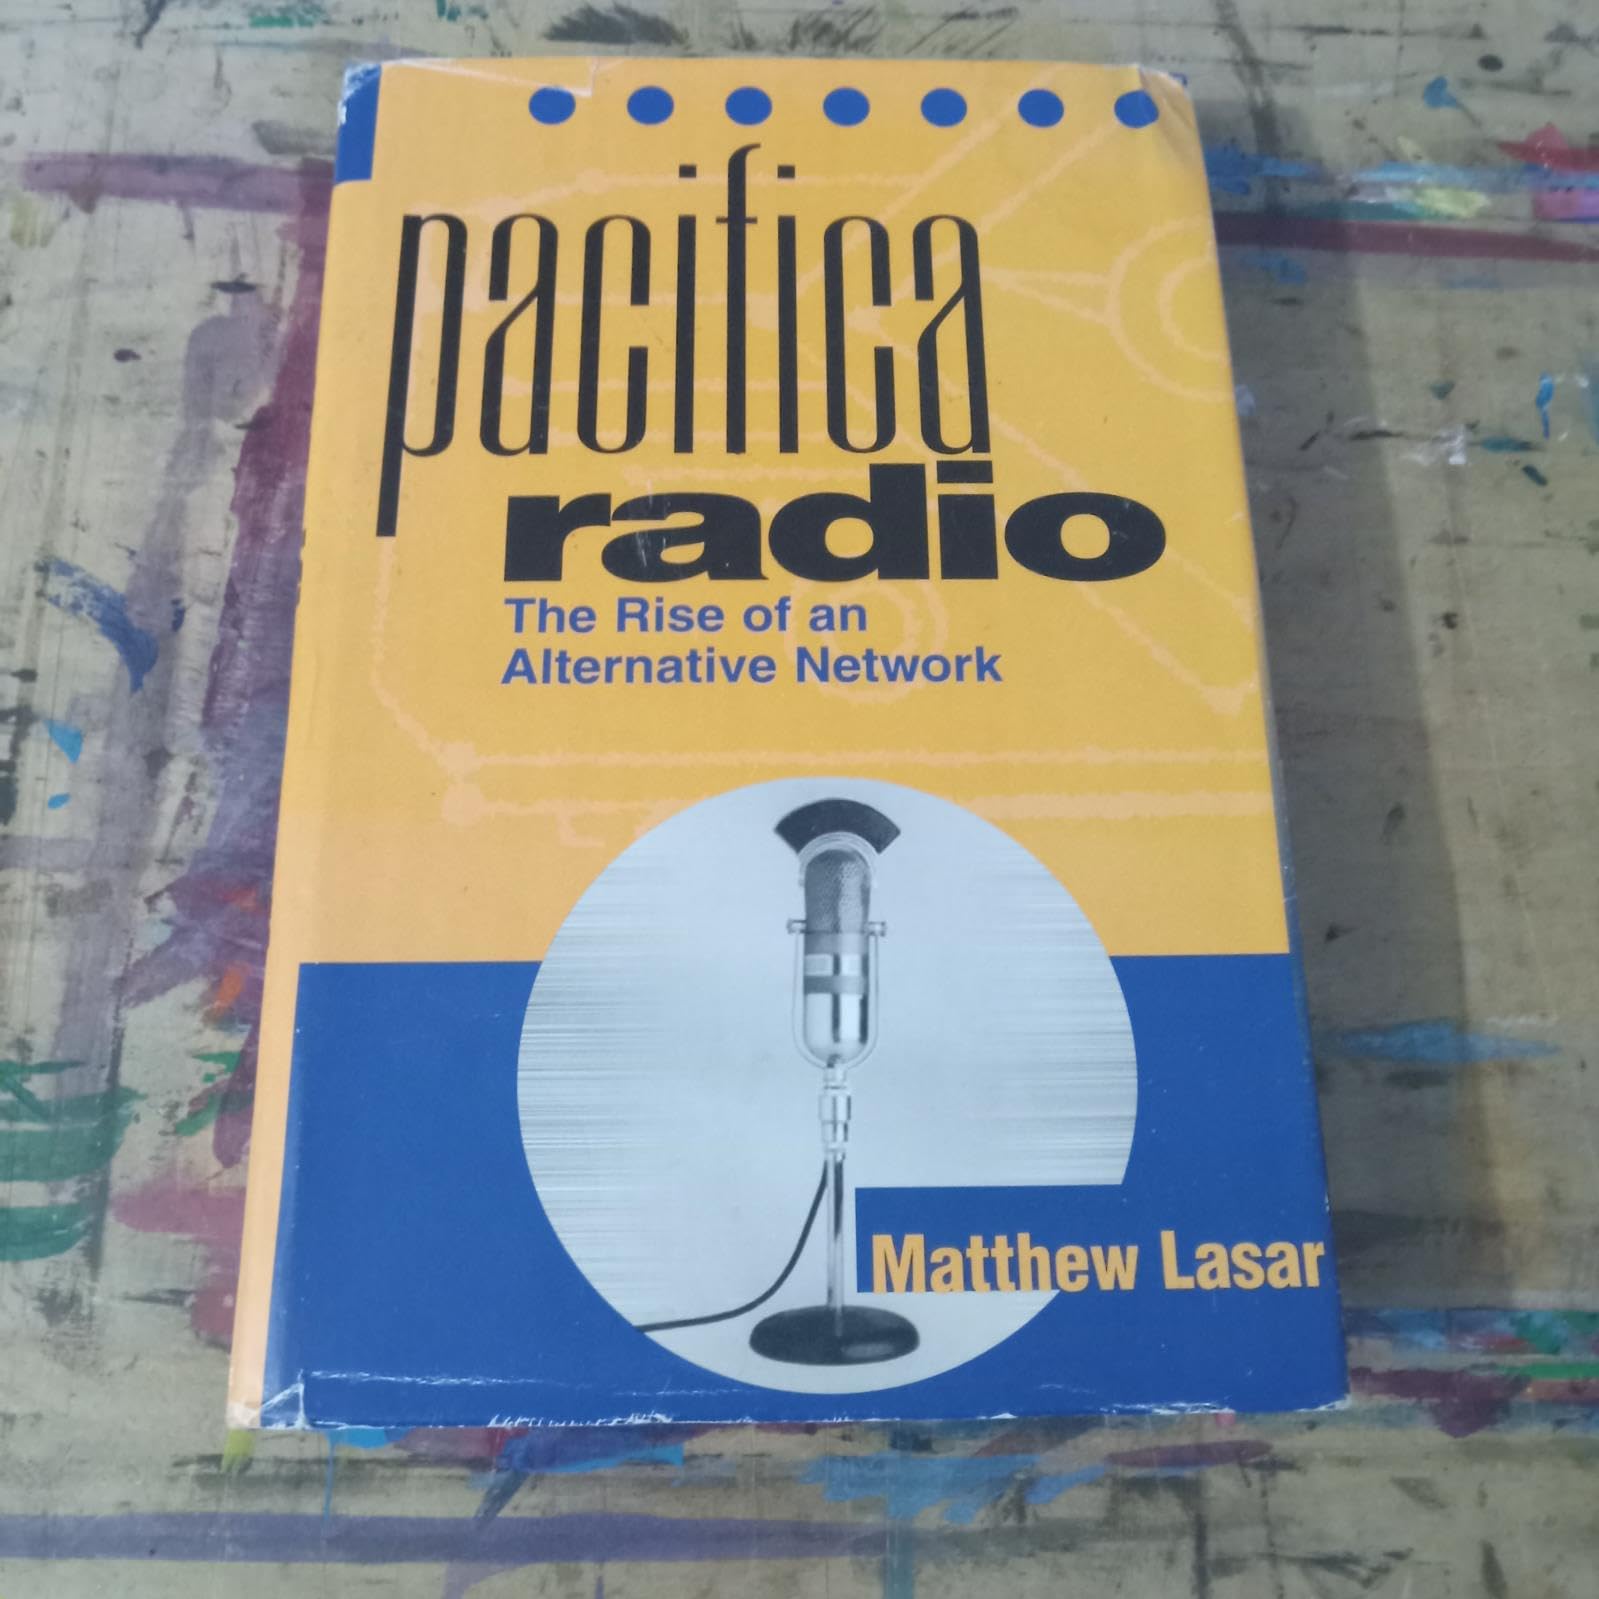 pacifica
radio
The Rise of an
Alternative Network
Matthew Lasar